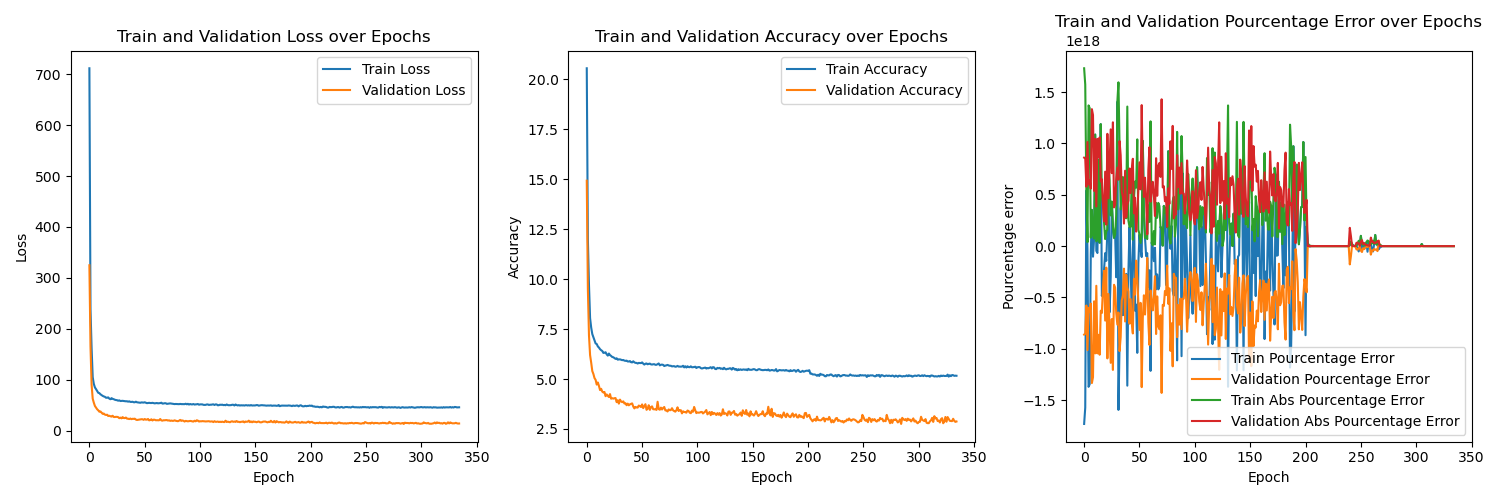 Train and Validation Loss over Epochs
Train Loss
Validation Loss
700
600
500
400
300
200
100
0
Loss
0 50 100 150 200 250 300 350
Epoch
Train and Validation Accuracy over Epochs
Train Accuracy
Validation Accuracy
20.0
17.5
15.0
12.5
10.0
7.5
5.0
2.5
Accuracy
0 50 100 150 200 250 300 350
Epoch
Train and Validation Pourcentage Error over Epochs
1e18
1.5
1.0
0.5
0.0
−0.5
−1.0
−1.5
Pourcentage error
Train Pourcentage Error
Validation Pourcentage Error
Train Abs Pourcentage Error
Validation Abs Pourcentage Error
0 50 100 150 200 250 300 350
Epoch